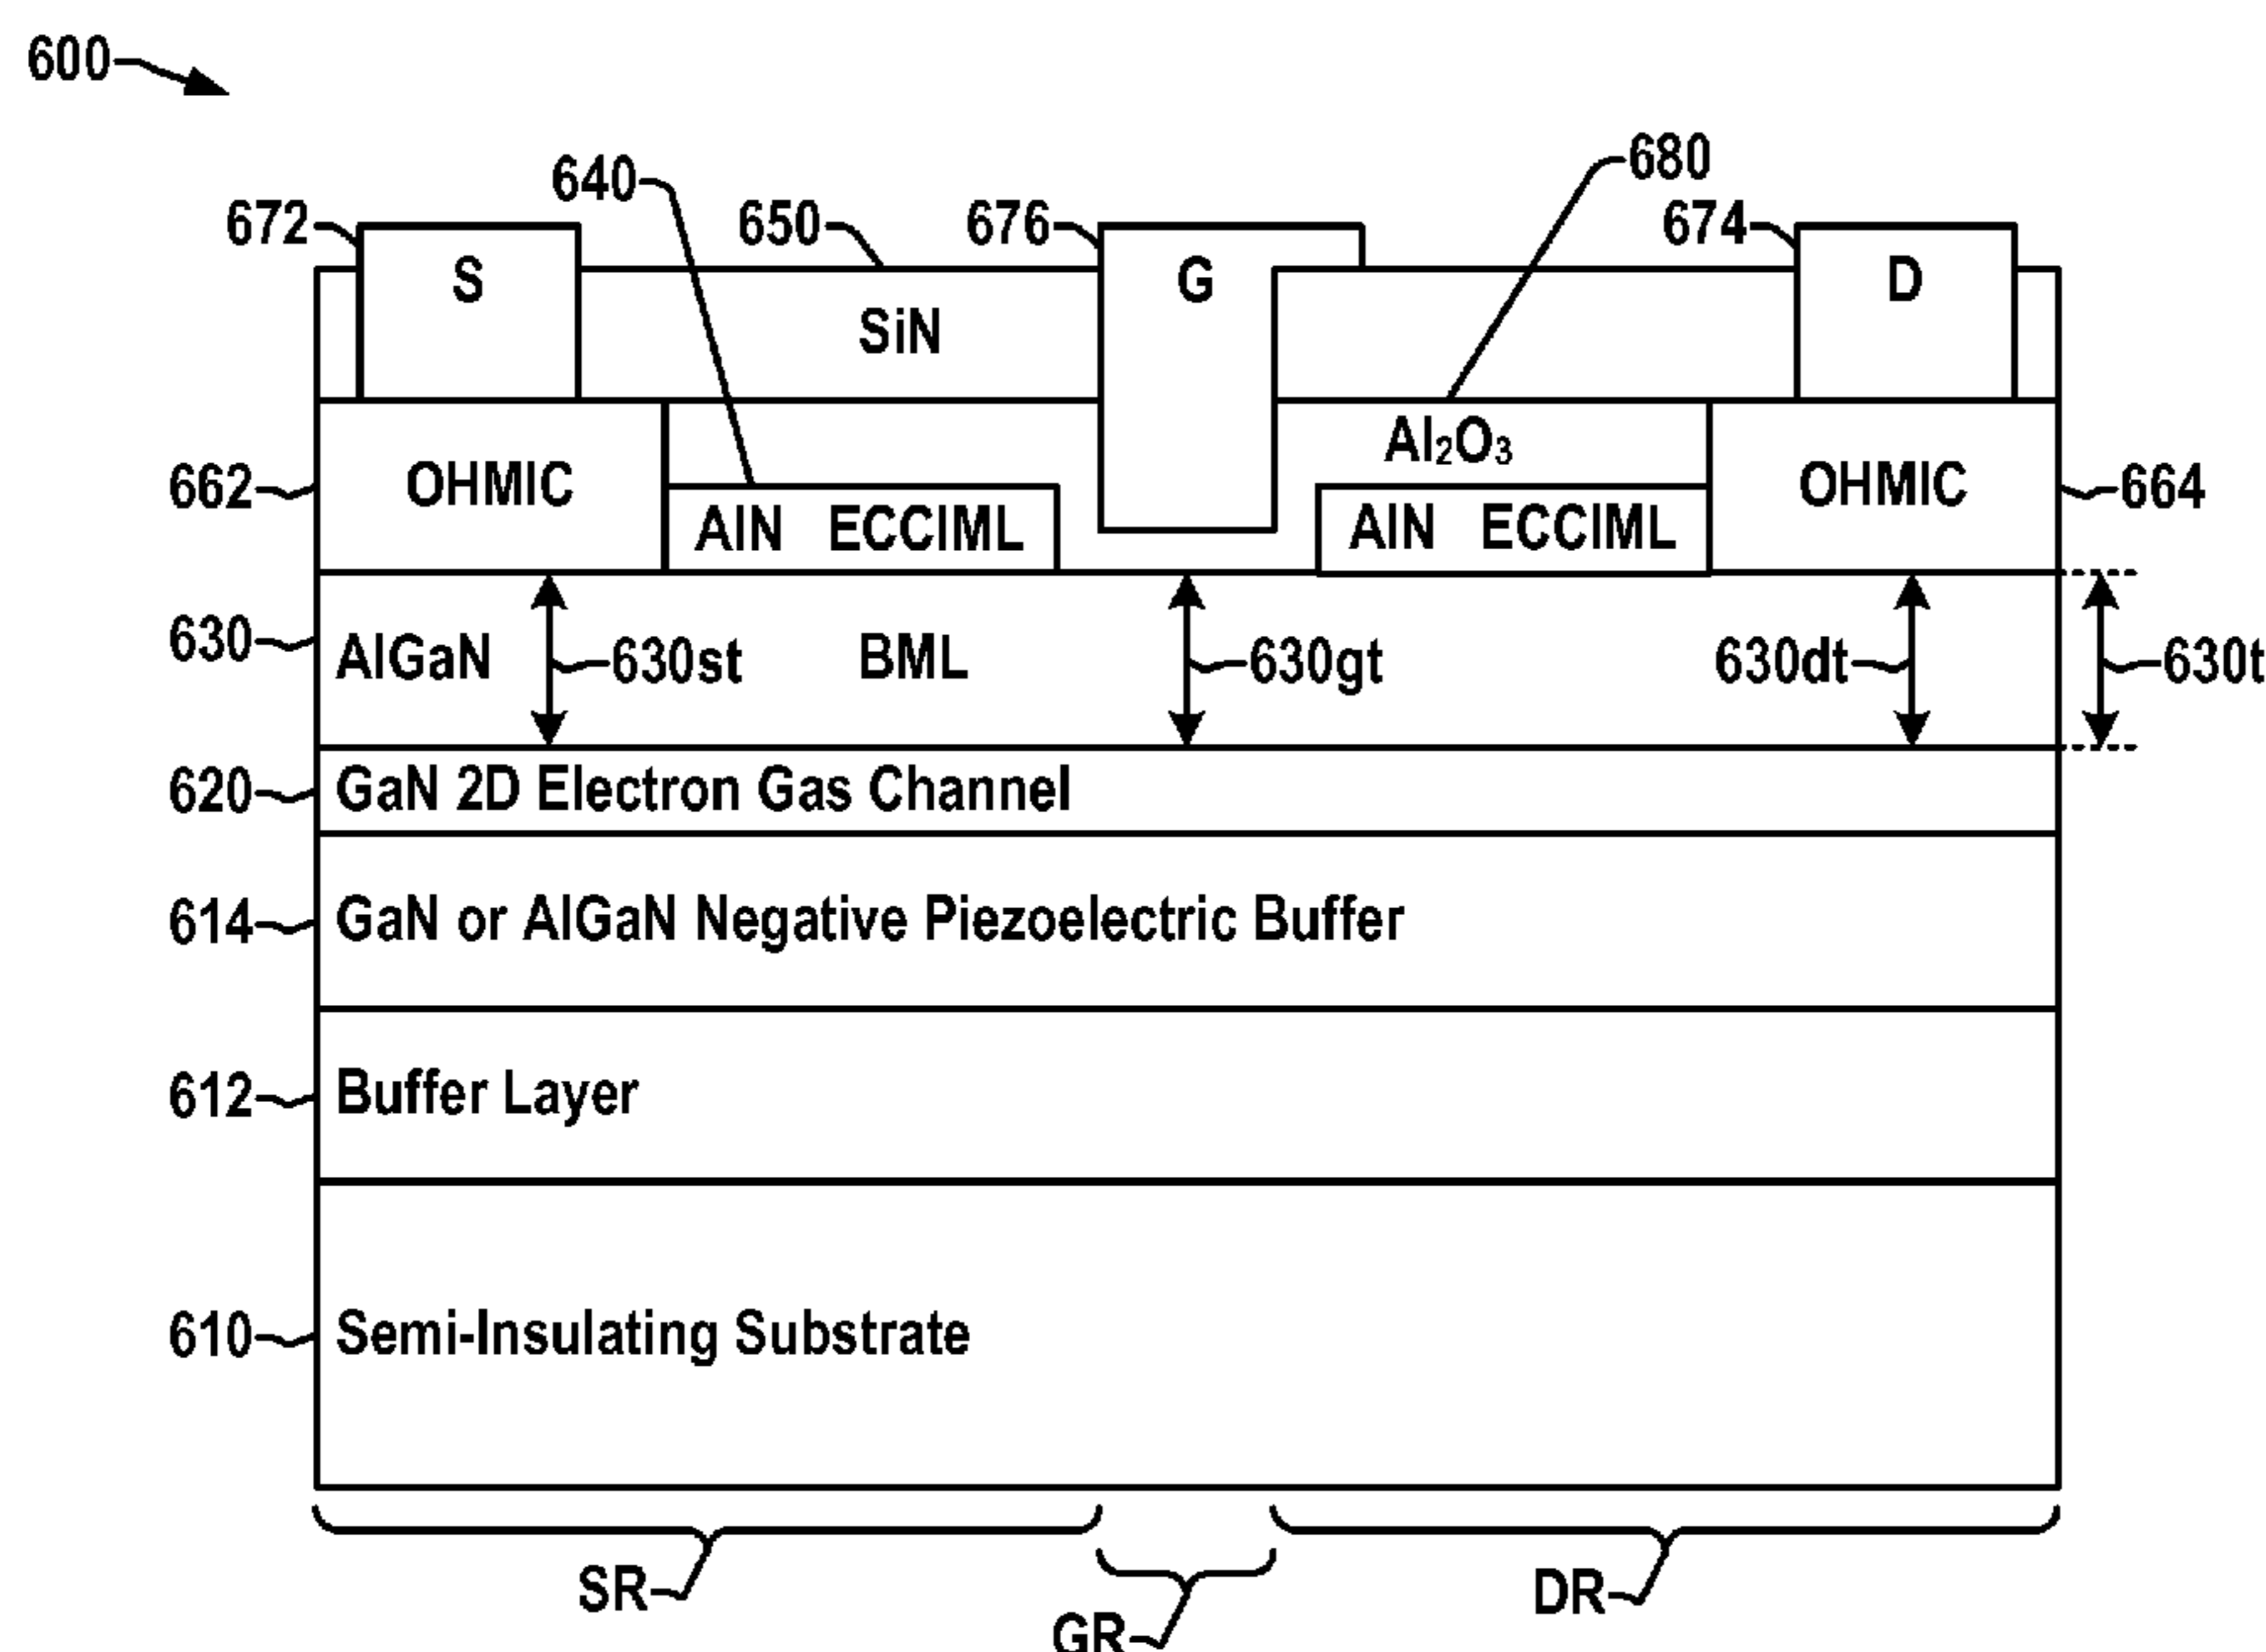 600
640
680
672
650
676
674
S
G
D
SiN
Al₂O₃
662
OHMIC
OHMIC
664
AlN ECCIML
AlN ECCIML
630
AlGaN
630st
BML
630gt
630dt
630t
620
GaN 2D Electron Gas Channel
614
GaN or AlGaN Negative Piezoelectric Buffer
612
Buffer Layer
610
Semi-Insulating Substrate
SR
DR
GR